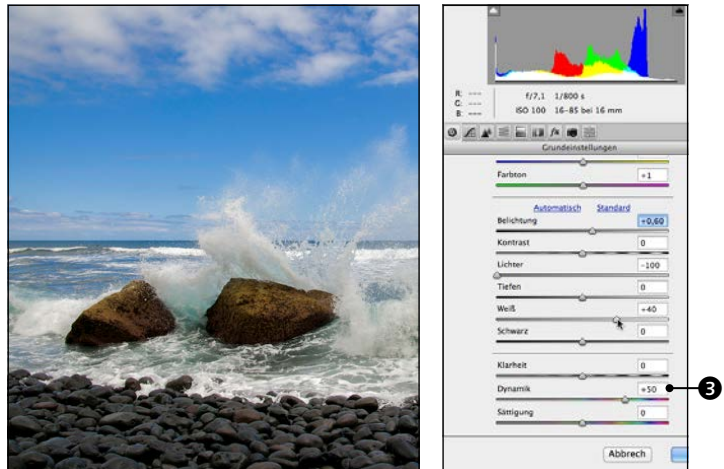 R: ---
G: ---
B: ---
f/7,1 1/800 s
ISO 100 16-85 bei 16 mm
Grundeinstellungen
Farbton +1
Automatisch Standard
Belichtung +0,60
Kontrast 0
Lichter -100
Tiefen 0
Weiß +40
Schwarz 0
Klarheit 0
Dynamik +50
3
Sättigung 0
Abbrech